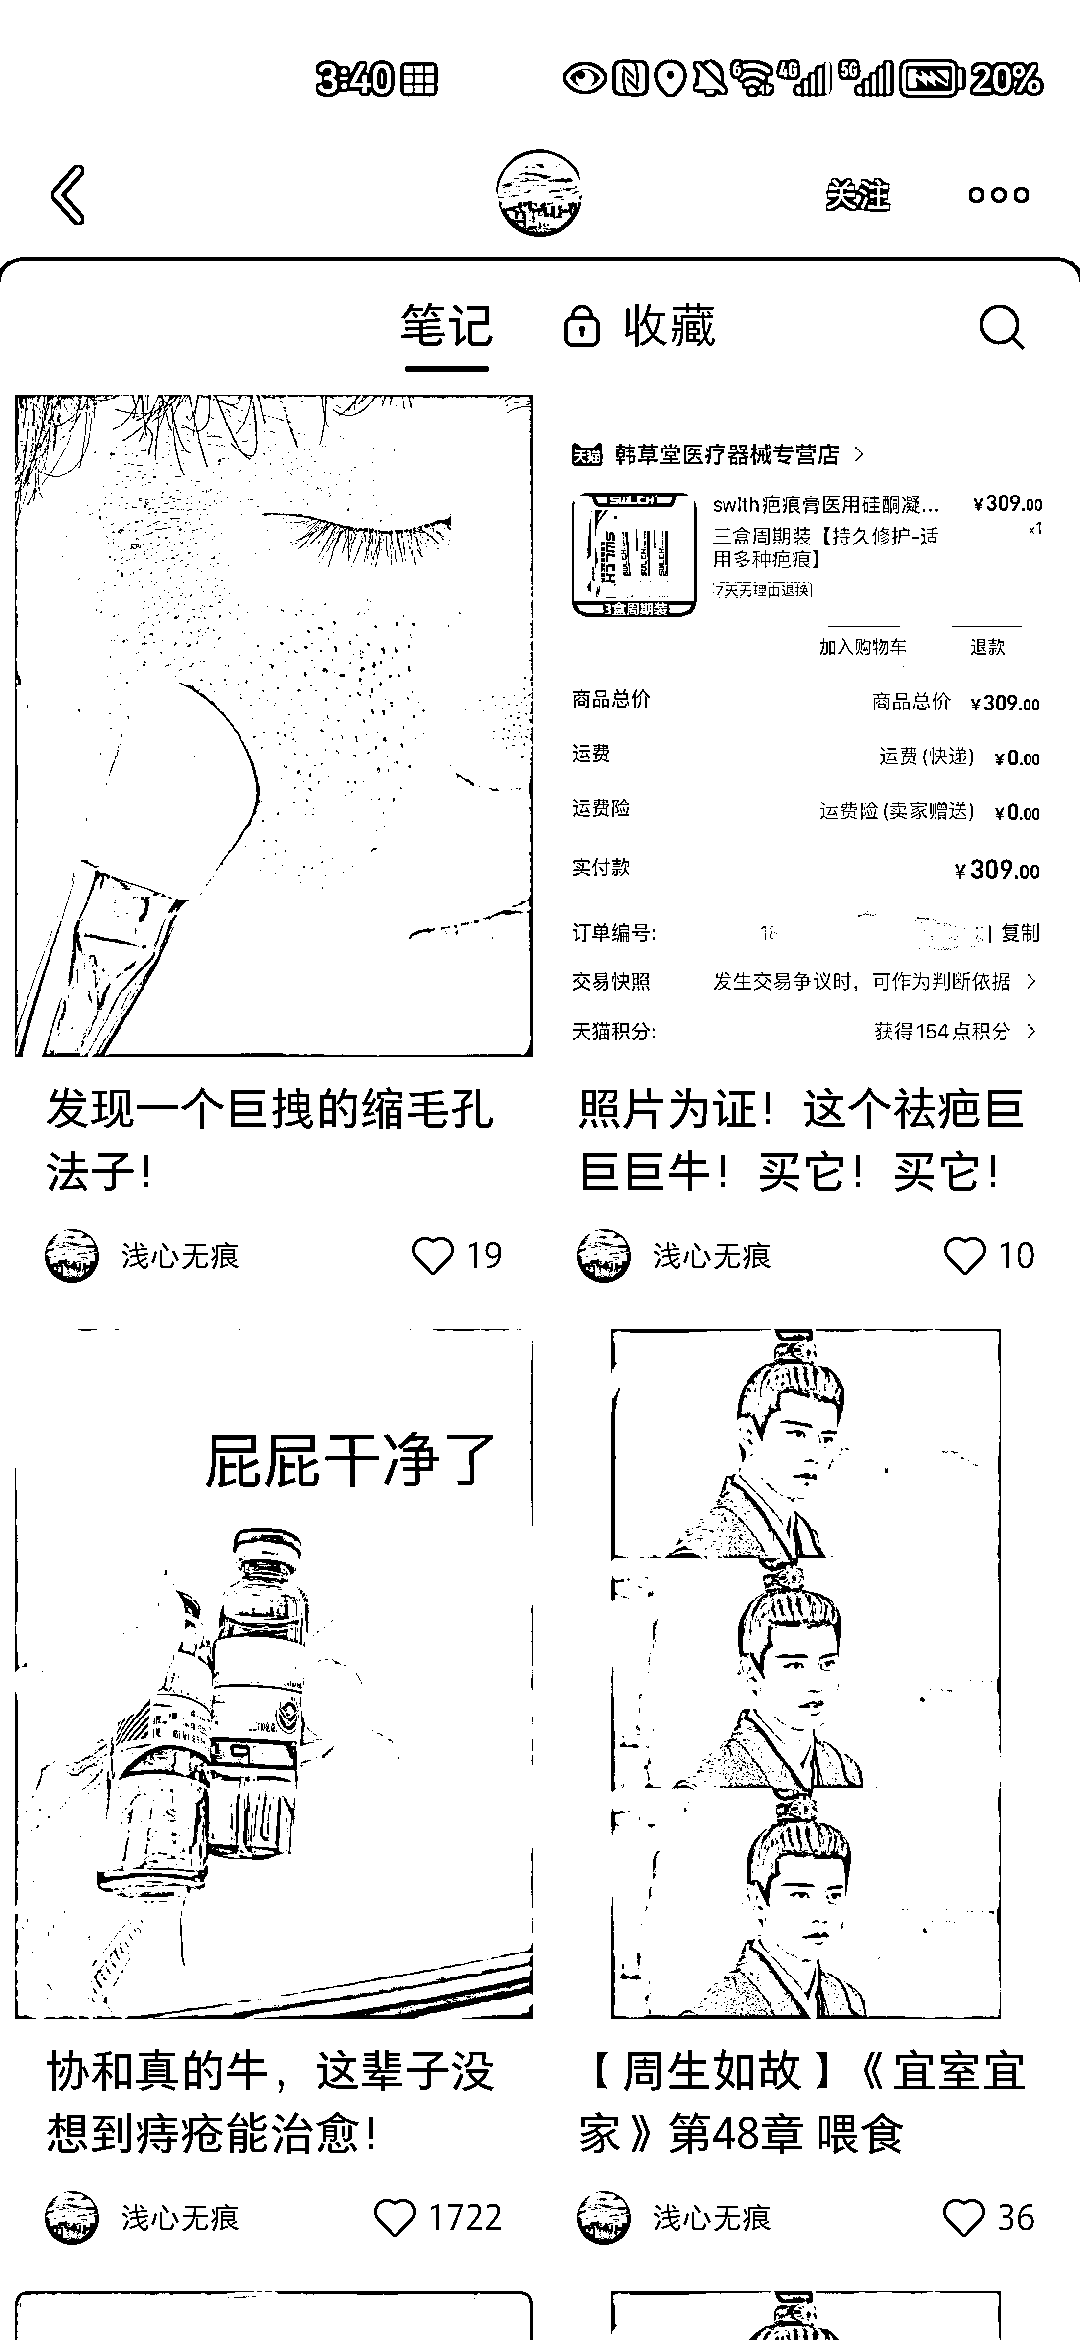 3:40
4G 5G 20%
关注
笔记
收藏
天猫 韩草堂医疗器械专营店
swlth疤痕膏医用硅酮凝... ¥309.00
三盒周期装【持久修护-适 x1
用多种疤痕】
7天无理由退换
SULCH
3盒周期装
加入购物车 退款
商品总价 商品总价 ¥309.00
运费 运费(快递) ¥0.00
运费险 运费险(卖家赠送) ¥0.00
实付款 ¥309.00
订单编号: 复制
交易快照 发生交易争议时，可作为判断依据
天猫积分: 获得154点积分
发现一个巨拽的缩毛孔
法子！
浅心无痕 19
照片为证！这个祛疤巨
巨巨牛！买它！买它！
浅心无痕 10
屁屁干净了
协和真的牛，这辈子没
想到痔疮能治愈！
浅心无痕 1722
【周生如故】《宜室宜
家》第48章 喂食
浅心无痕 36